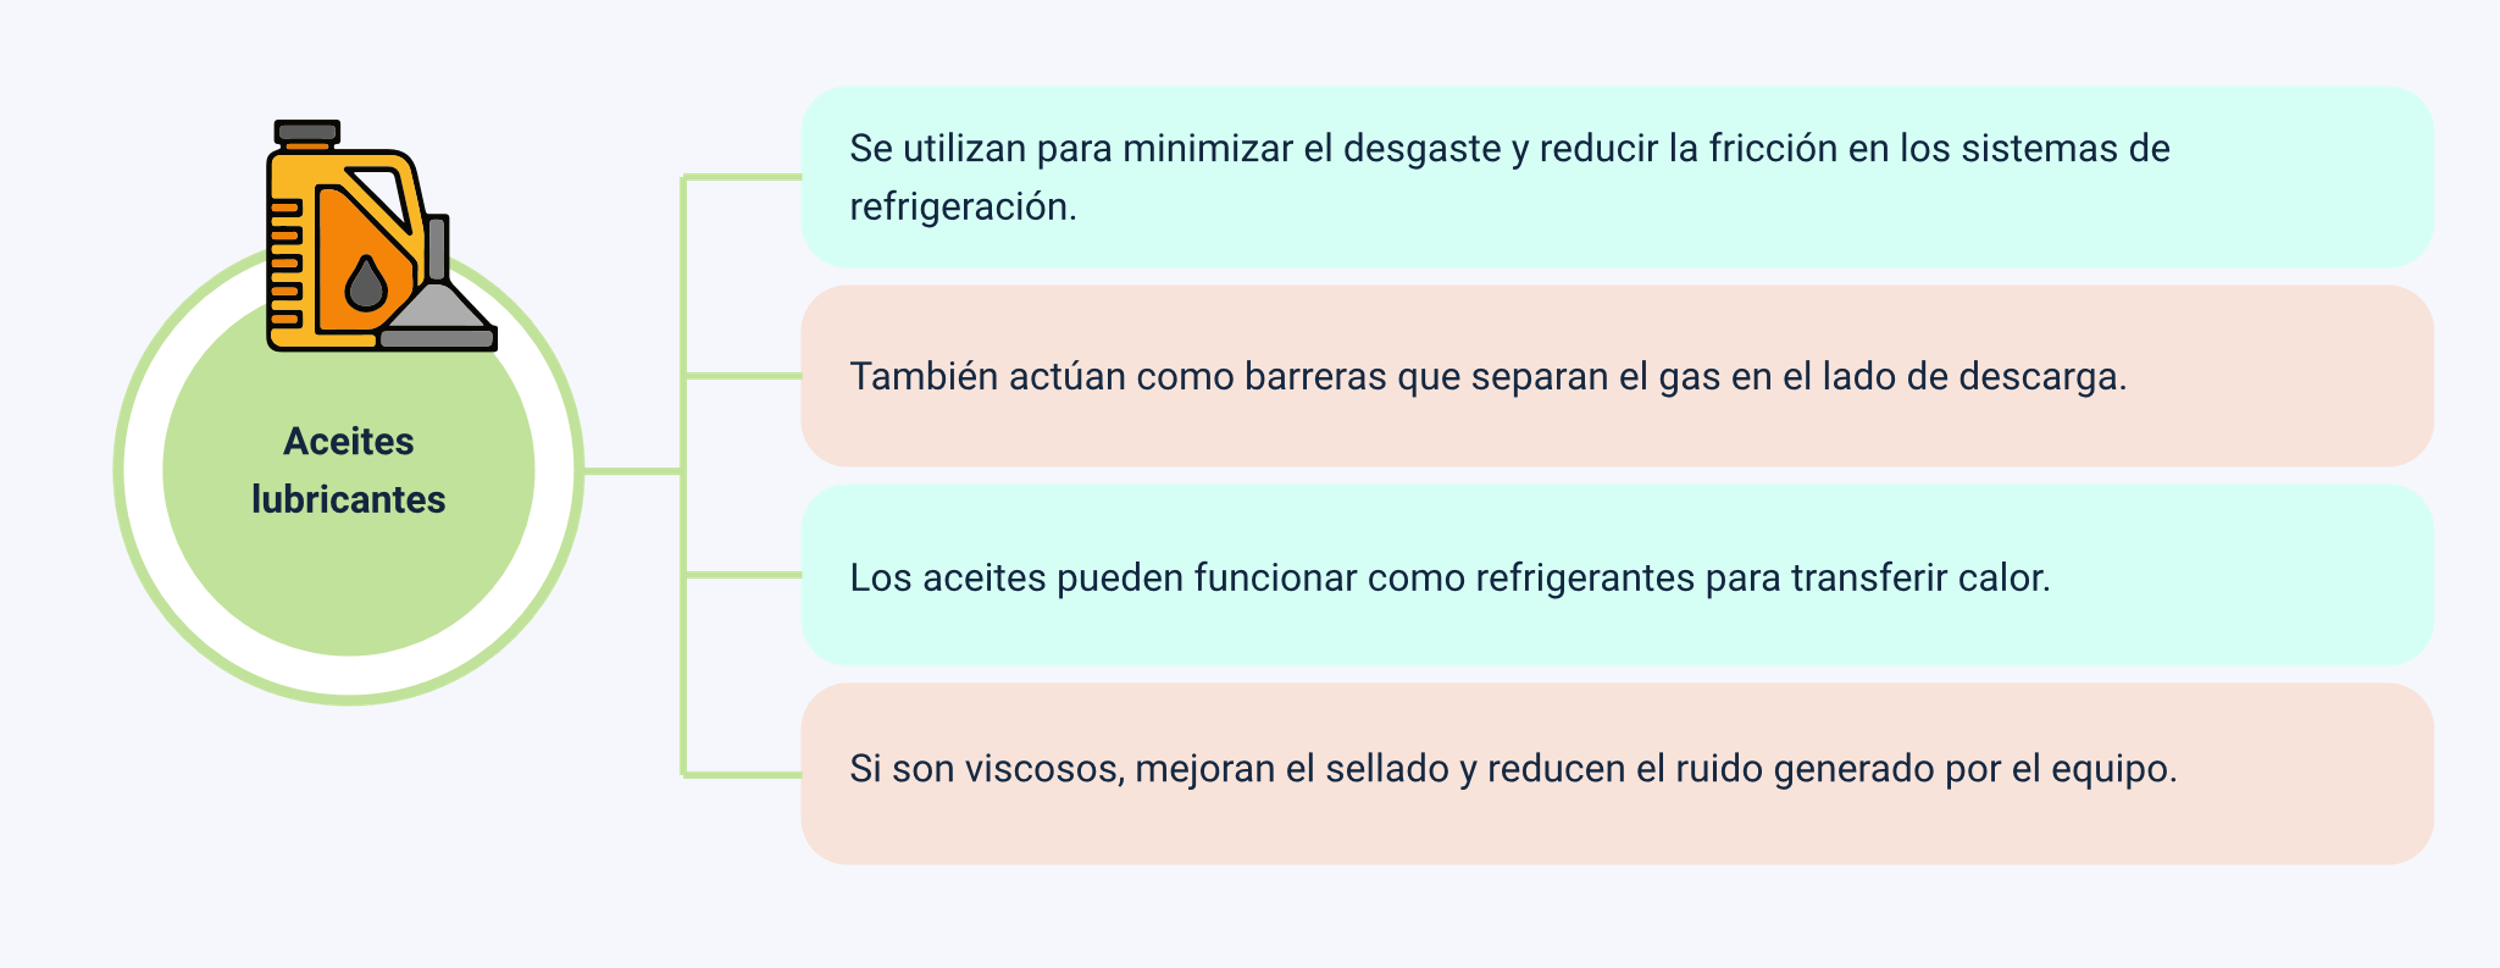 Aceites
lubricantes
Se utilizan para minimizar el desgaste y reducir la fricción en los sistemas de
refrigeración.
También actúan como barreras que separan el gas en el lado de descarga.
Los aceites pueden funcionar como refrigerantes para transferir calor.
Si son viscosos, mejoran el sellado y reducen el ruido generado por el equipo.